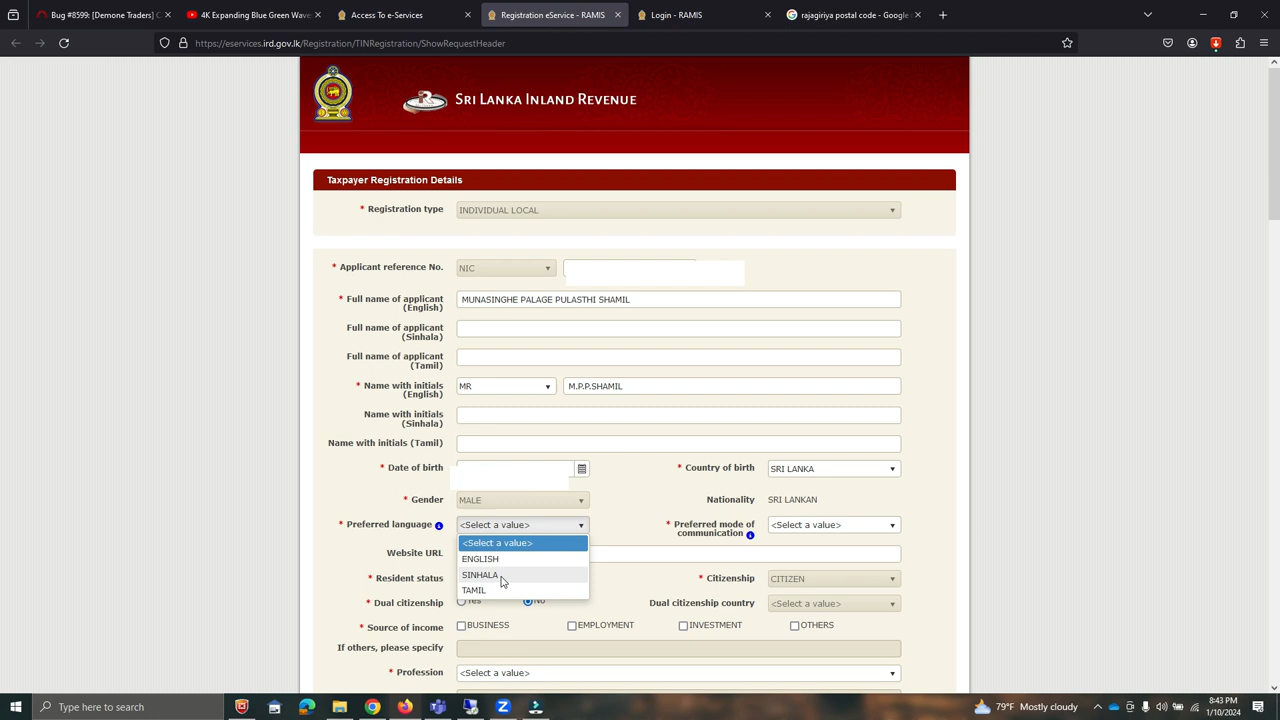 Bug #8599: [Demo Traders] C
4K Expanding Blue Green Wave
Ant Service - RAMIS
Registration eService - RAMIS
Login - RAMIS
rajagiriya postal code - Google
https://eservices.ird.gov.lk/Registration/TINRegistration/ShowRequestHeader
SRI LANKA INLAND REVENUE
Taxpayer Registration Details
* Registration type INDIVIDUAL LOCAL
* Applicant reference No. NIC
* Full name of applicant (English) MUNASINGHE PALAGE PULASTHI SHAMIL
Full name of applicant (Sinhala)
Full name of applicant (Tamil)
* Name with initials (English) MR M.P.P.SHAMIL
Name with initials (Sinhala)
Name with initials (Tamil)
* Date of birth * Country of birth SRI LANKA
* Gender MALE Nationality SRI LANKAN
* Preferred language <Select a value> * Preferred mode of communication <Select a value>
<Select a value>
ENGLISH
SINHALA
TAMIL
Website URL
* Resident status * Citizenship CITIZEN
* Dual citizenship Yes No Dual citizenship country <Select a value>
* Source of income BUSINESS EMPLOYMENT INVESTMENT OTHERS
If others, please specify
* Profession <Select a value>
Type here to search
74°F Mostly cloudy
8:43 PM
1/10/2024